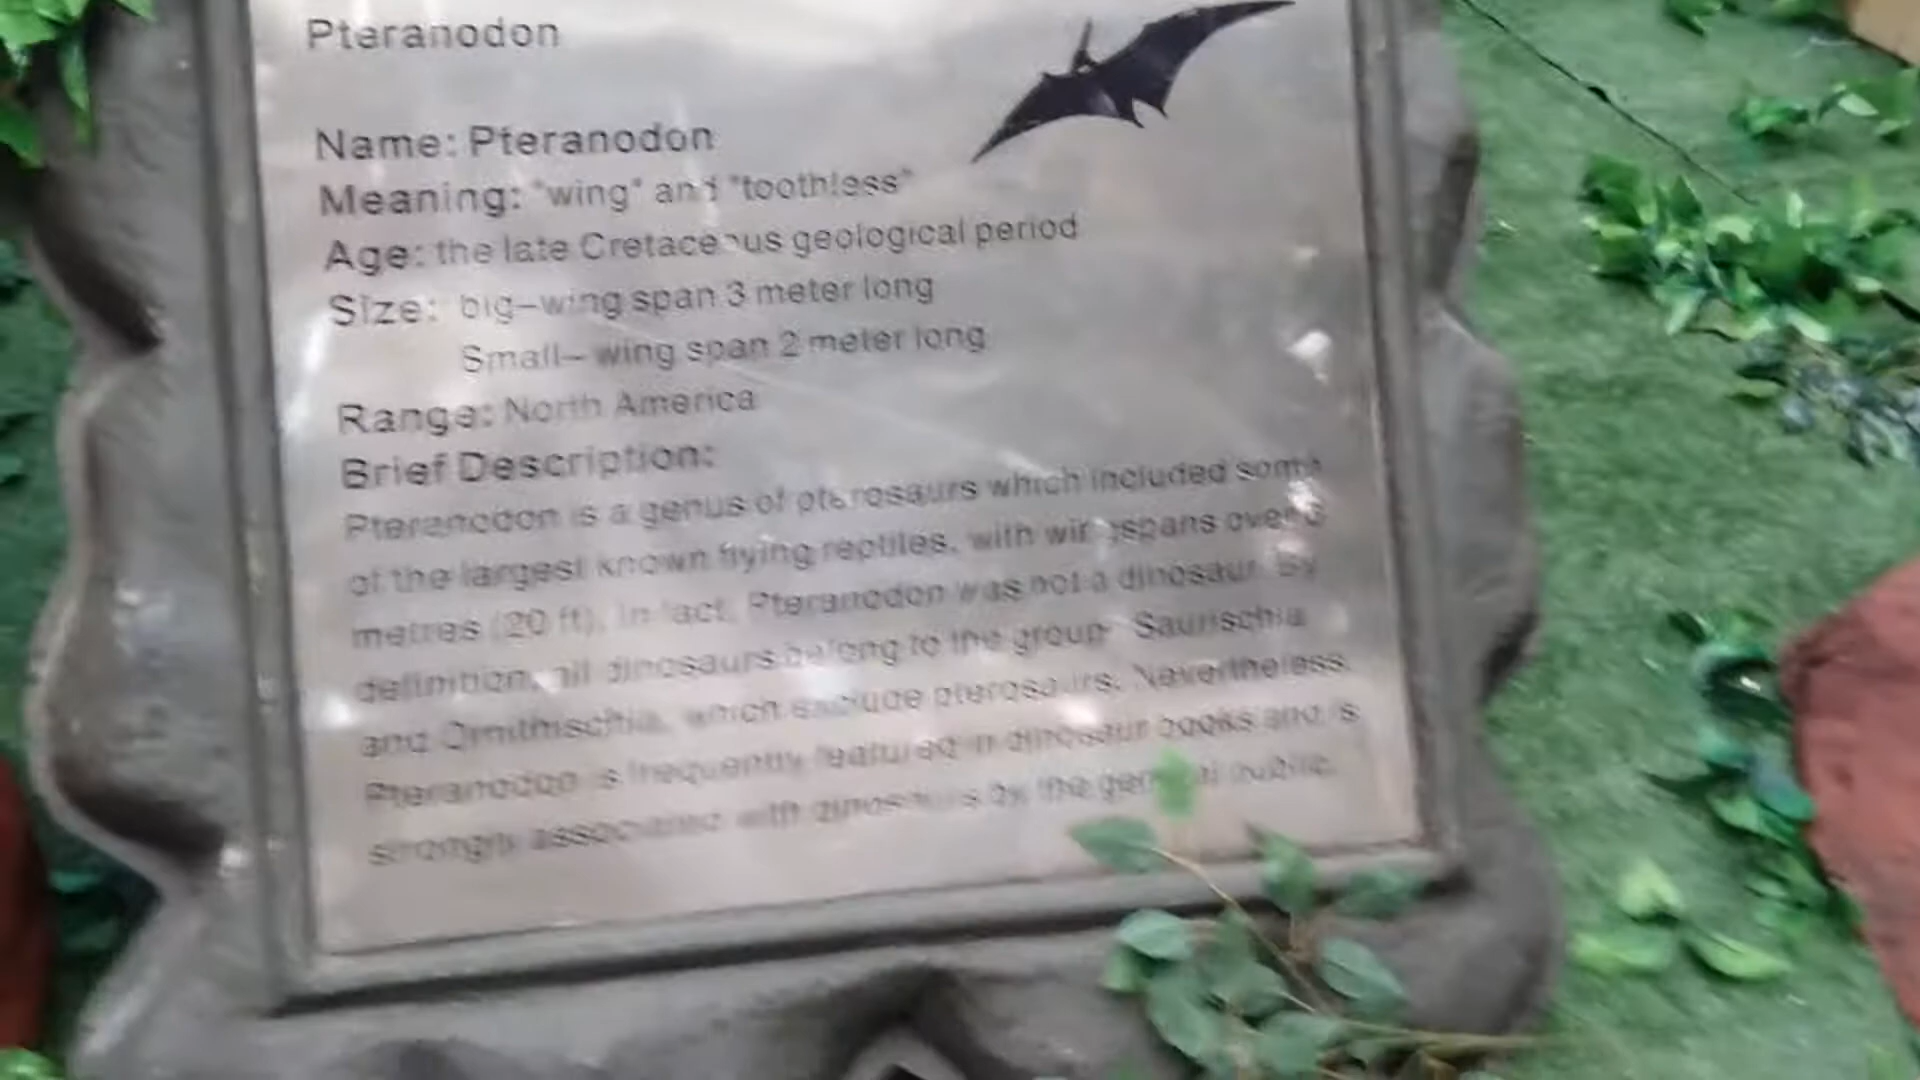 Pteranodon
Name: Pteranodon
Meaning: "wing" and "toothless"
Age: the late Cretaceous geological period
Size: big-wing span 3 meter long
Small- wing span 2 meter long
Range: North America
Brief Description:
Pteranodon is a genus of pterosaurs which included some
of the largest known flying reptiles, with wingspans over 6
metres (20 ft). In fact, Pteranodon was not a dinosaur. By
definition, all dinosaurs belong to the group Saurischia
and Ornithischia, which exclude pterosaurs. Nevertheless,
Pteranodon is frequently featured in dinosaur books and is
strongly associated with dinosaurs by the general public.